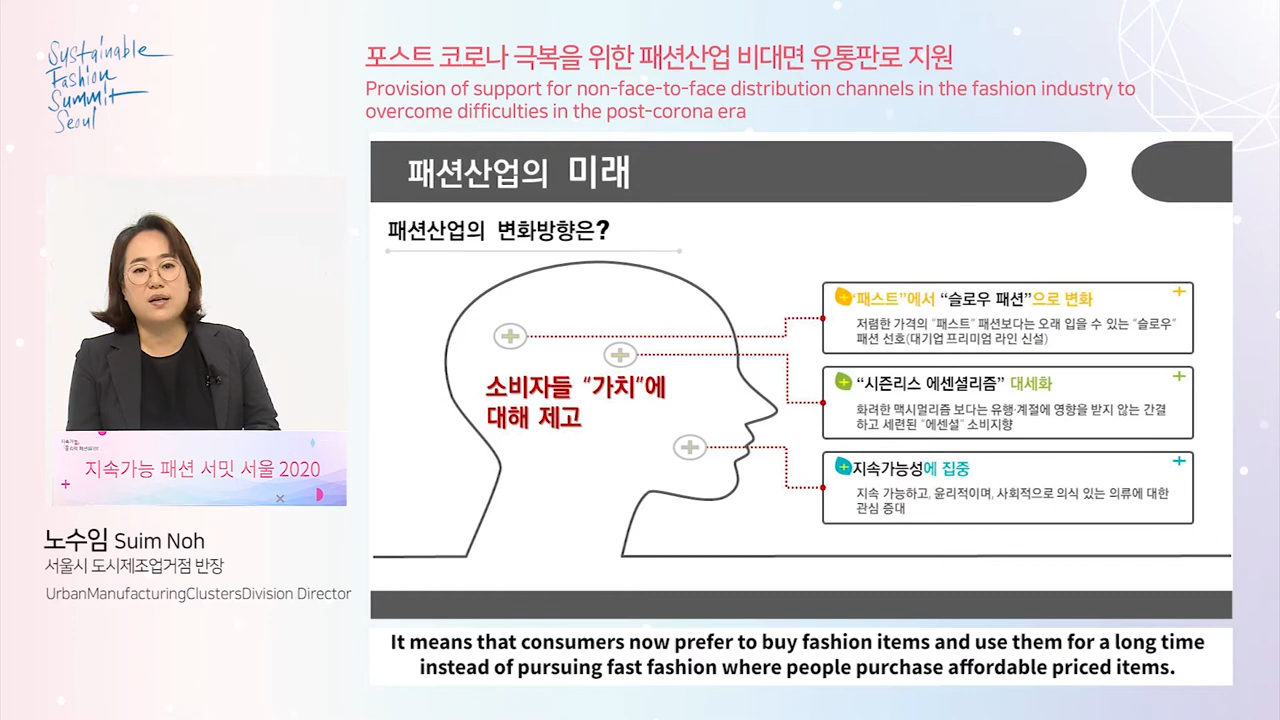 Sustainable
Fashion
Summit
Seoul
포스트 코로나 극복을 위한 패션산업 비대면 유통판로 지원
Provision of support for non-face-to-face distribution channels in the fashion industry to
overcome difficulties in the post-corona era
패션산업의 미래
패션산업의 변화방향은?
소비자들 “가치”에
대해 제고
“패스트”에서 “슬로우 패션”으로 변화
저렴한 가격의 “패스트” 패션보다는 오래 입을 수 있는 “슬로우”
패션 선호(대기업 프리미엄 라인 신설)
“시즌리스 에센셜리즘” 대세화
화려한 맥시멀리즘 보다는 유행·계절에 영향을 받지 않는 간결
하고 세련된 “에센셜” 소비지향
지속가능성에 집중
지속 가능하고, 윤리적이며, 사회적으로 의식 있는 의류에 대한
관심 증대
지속가능 패션 서밋 서울 2020
노수임 Suim Noh
서울시 도시제조업거점 반장
UrbanManufacturingClustersDivision Director
It means that consumers now prefer to buy fashion items and use them for a long time
instead of pursuing fast fashion where people purchase affordable priced items.